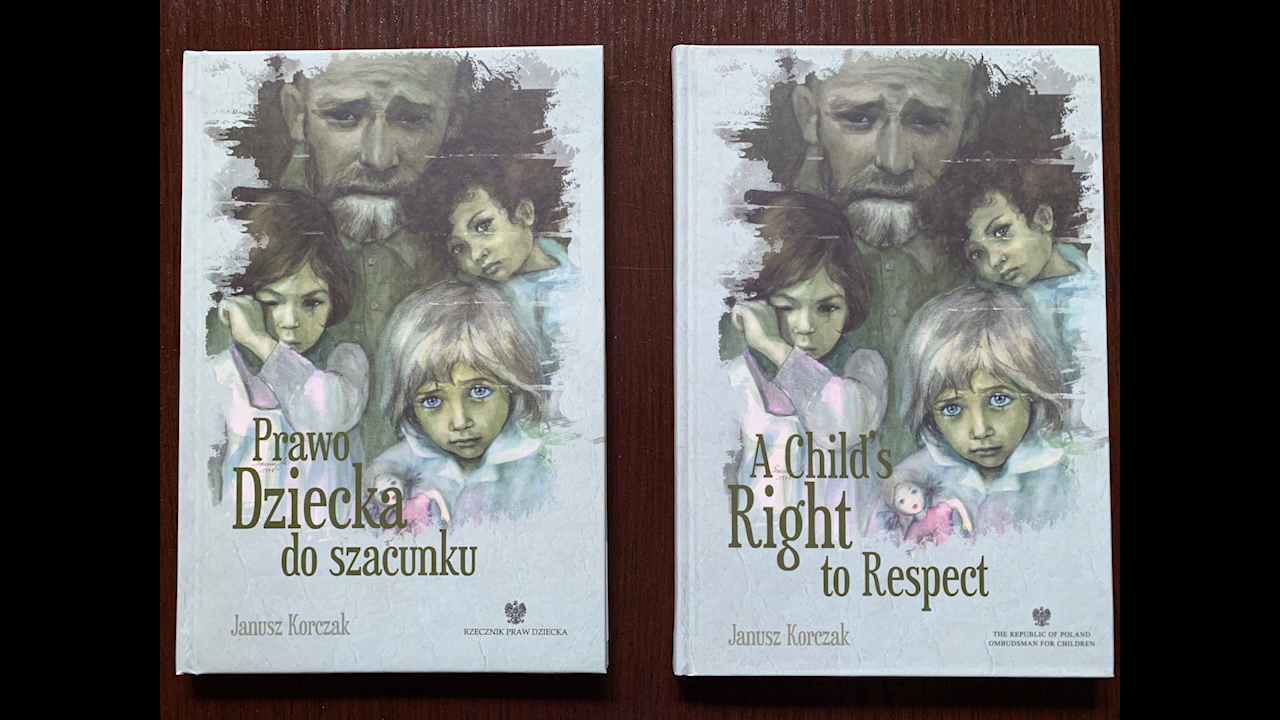 Prawo
Dziecka
do szacunku
Janusz Korczak
RZECZNIK PRAW DZIECKA
A Child's
Right
to Respect
Janusz Korczak
THE REPUBLIC OF POLAND
OMBUDSMAN FOR CHILDREN